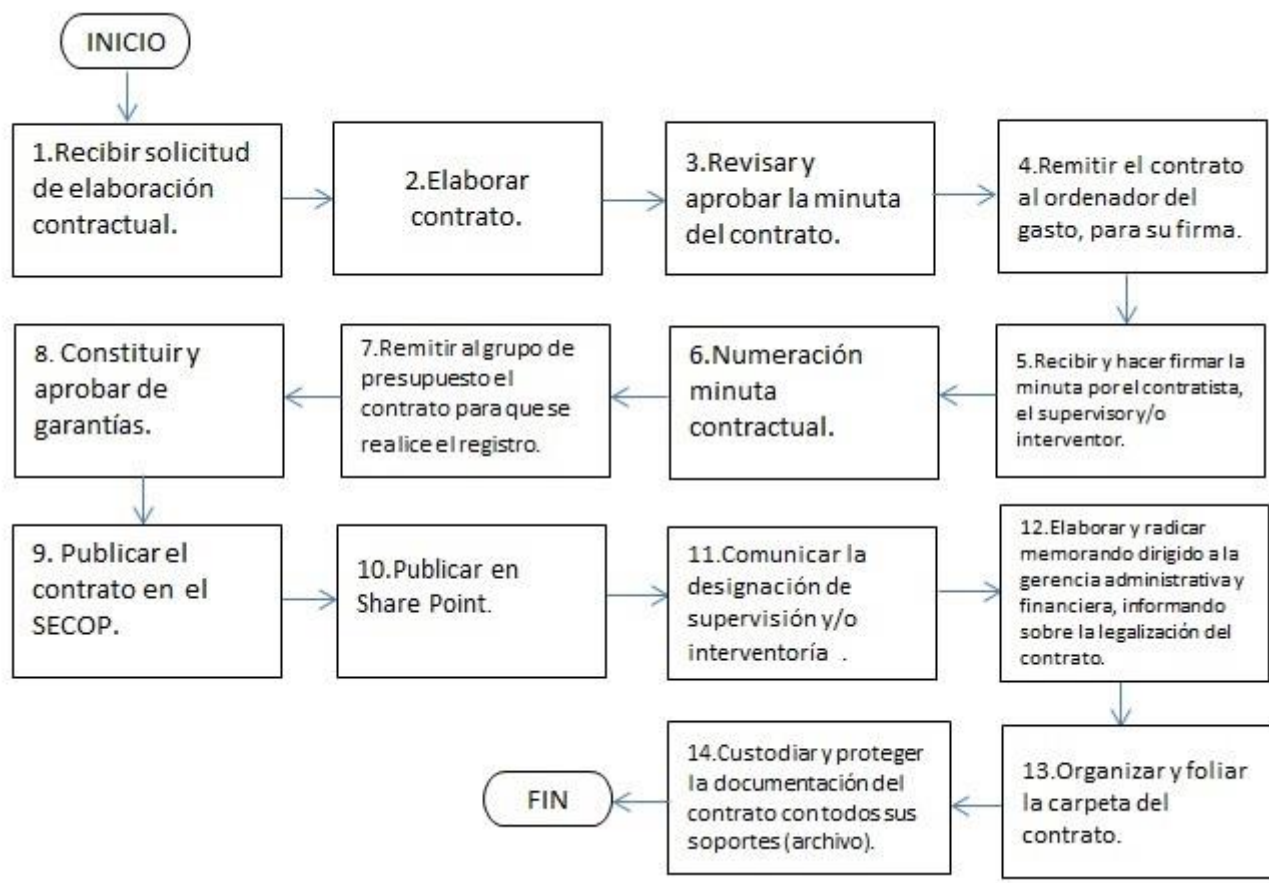 INICIO
1.Recibir solicitud
de elaboración
contractual.
2.Elaborar
contrato.
3.Revisar y
aprobar la minuta
del contrato.
4.Remitir el contrato
al ordenador del
gasto, para su firma.
5.Recibir y hacer firmar la
minuta por el contratista,
el supervisor y/o
interventor.
6.Numeración
minuta
contractual.
7.Remitir al grupo de
presupuesto el
contrato para que se
realice el registro.
8. Constituir y
aprobar de
garantías.
9. Publicar el
contrato en el
SECOP.
10.Publicar en
Share Point.
11.Comunicar la
designación de
supervisión y/o
interventoría .
12.Elaborar y radicar
memorando dirigido a la
gerencia administrativa y
financiera, informando
sobre la legalización del
contrato.
13.Organizar y foliar
la carpeta del
contrato.
14.Custodiar y proteger
la documentación del
contrato con todos sus
soportes (archivo).
FIN